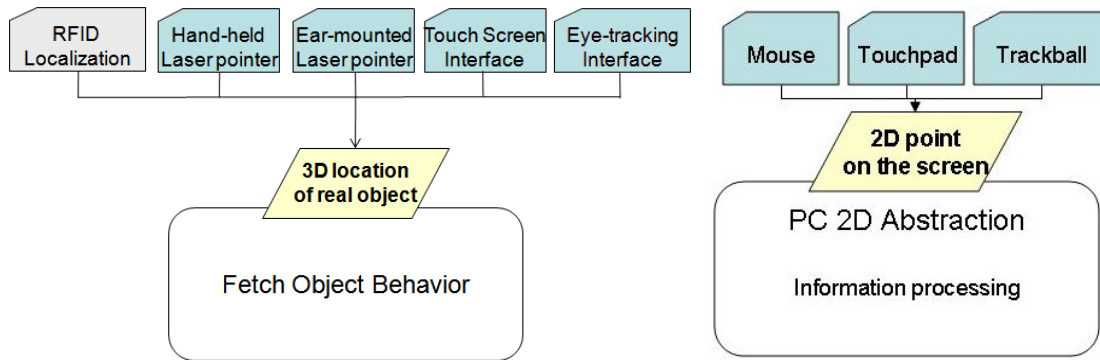 RFID
Localization
Hand-held
Laser pointer
Ear-mounted
Laser pointer
Touch Screen
Interface
Eye-tracking
Interface
3D location
of real object
Fetch Object Behavior
Mouse
Touchpad
Trackball
2D point
on the screen
PC 2D Abstraction
Information processing